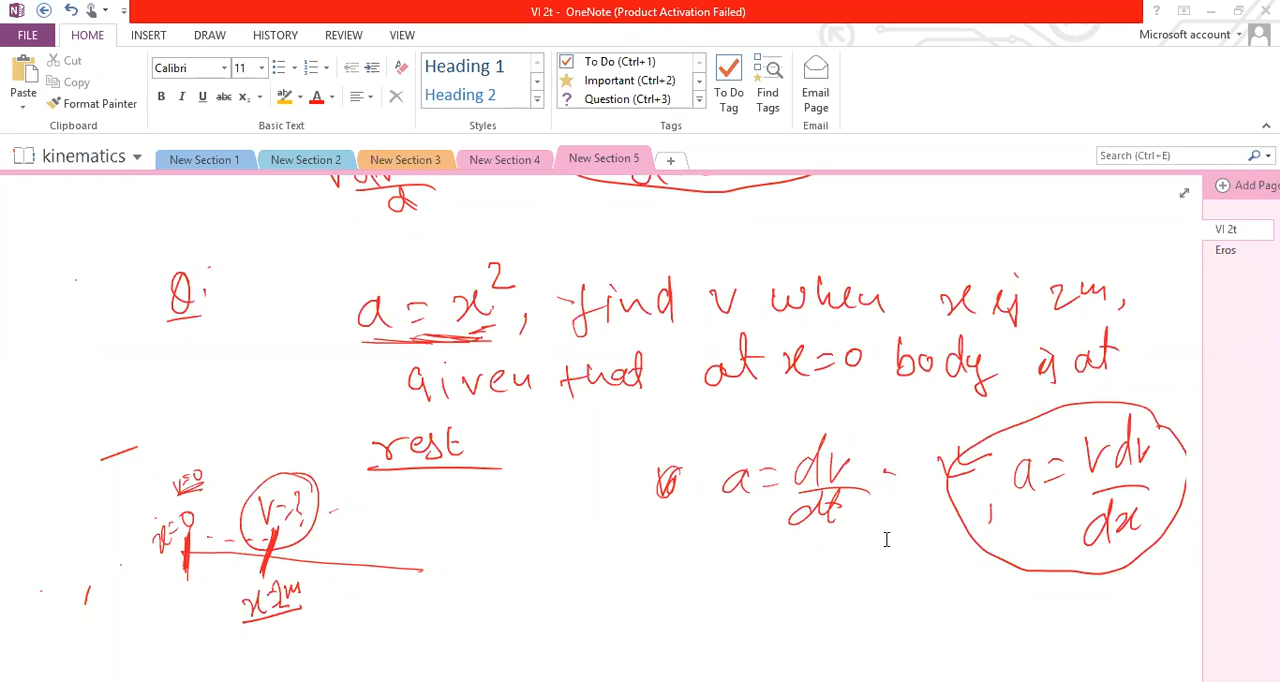 VI 2t - OneNote (Product Activation Failed)
FILE HOME INSERT DRAW HISTORY REVIEW VIEW
Microsoft account
Paste
Cut
Copy
Format Painter
Clipboard
Calibri 11
B I U abc X₂ A
Basic Text
Heading 1
Heading 2
Styles
To Do (Ctrl+1)
Important (Ctrl+2)
Question (Ctrl+3)
To Do Tag
Find Tags
Tags
Email Page
Email
kinematics
New Section 1 New Section 2 New Section 3 New Section 4 New Section 5
Search (Ctrl+E)
Add Page
VI 2t
Eros
Q. a = x², find v when x is 2m,
given that at x=0 body is at
rest
a = dv/dt
a = vdv/dx
v=0
x=0
v=?
x=2m